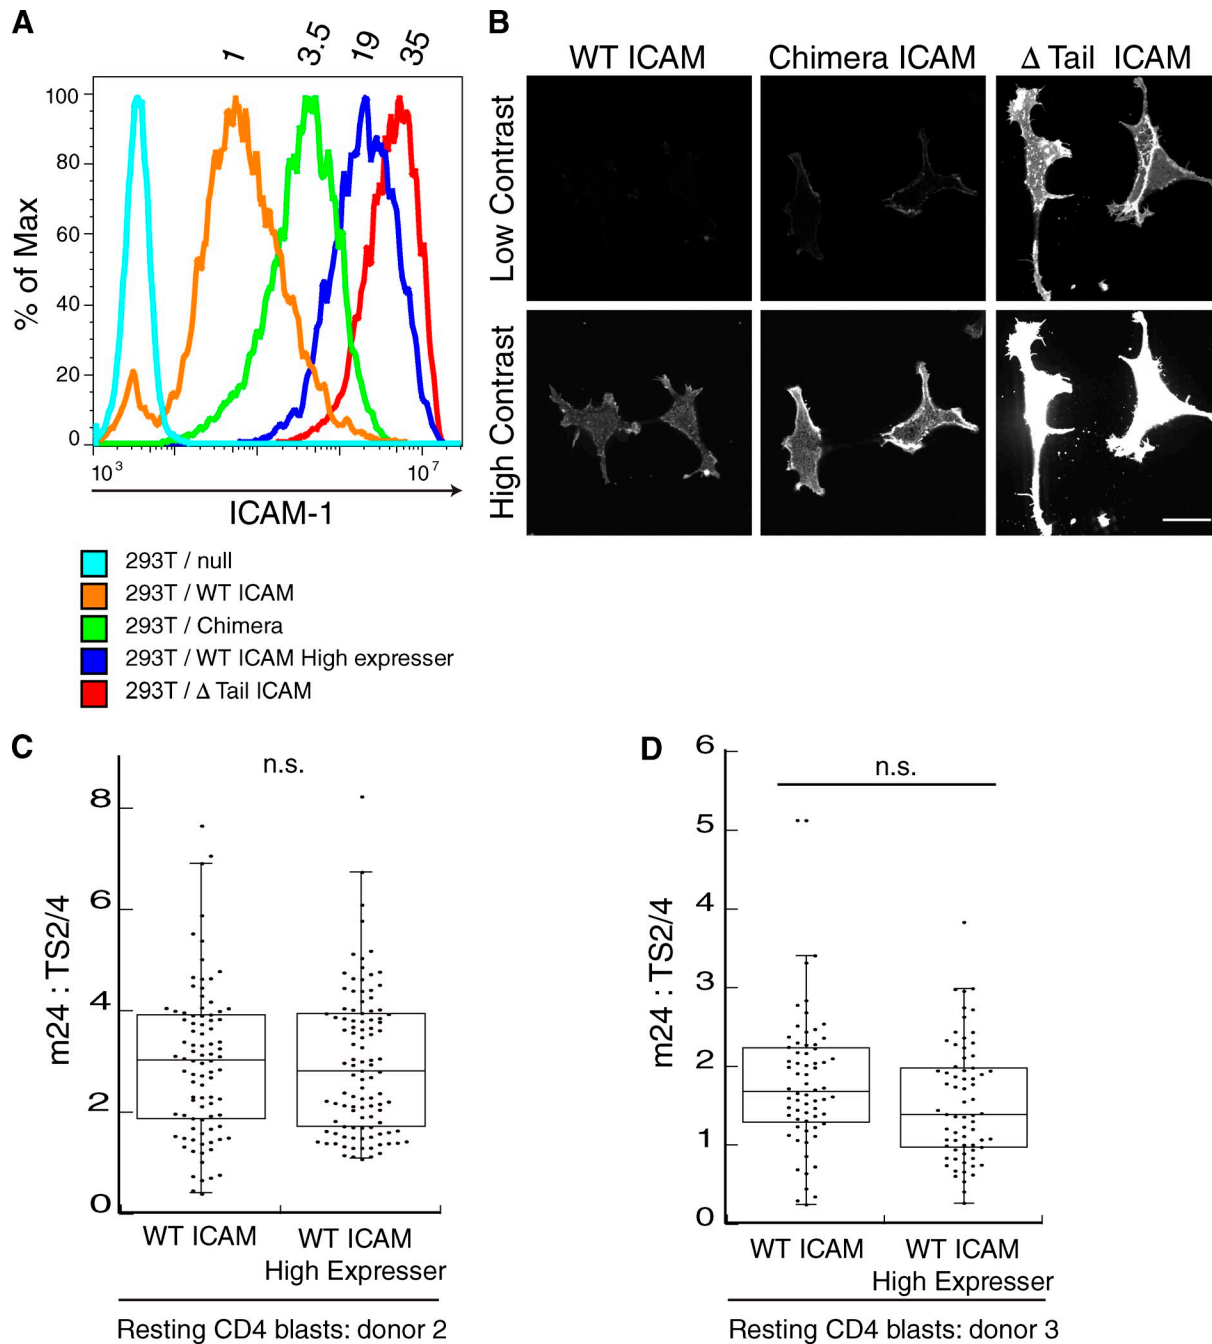 A
1 3.5 19 35
100
80
60
40
20
0
% of Max
10³ 10⁷
ICAM-1
293T / null
293T / WT ICAM
293T / Chimera
293T / WT ICAM High expresser
293T / Δ Tail ICAM
B
WT ICAM Chimera ICAM Δ Tail ICAM
Low Contrast
High Contrast
C
n.s.
8
6
4
2
0
m24 : TS2/4
WT ICAM WT ICAM
High Expresser
Resting CD4 blasts: donor 2
D
n.s.
6
5
4
3
2
1
0
m24 : TS2/4
WT ICAM WT ICAM
High Expresser
Resting CD4 blasts: donor 3